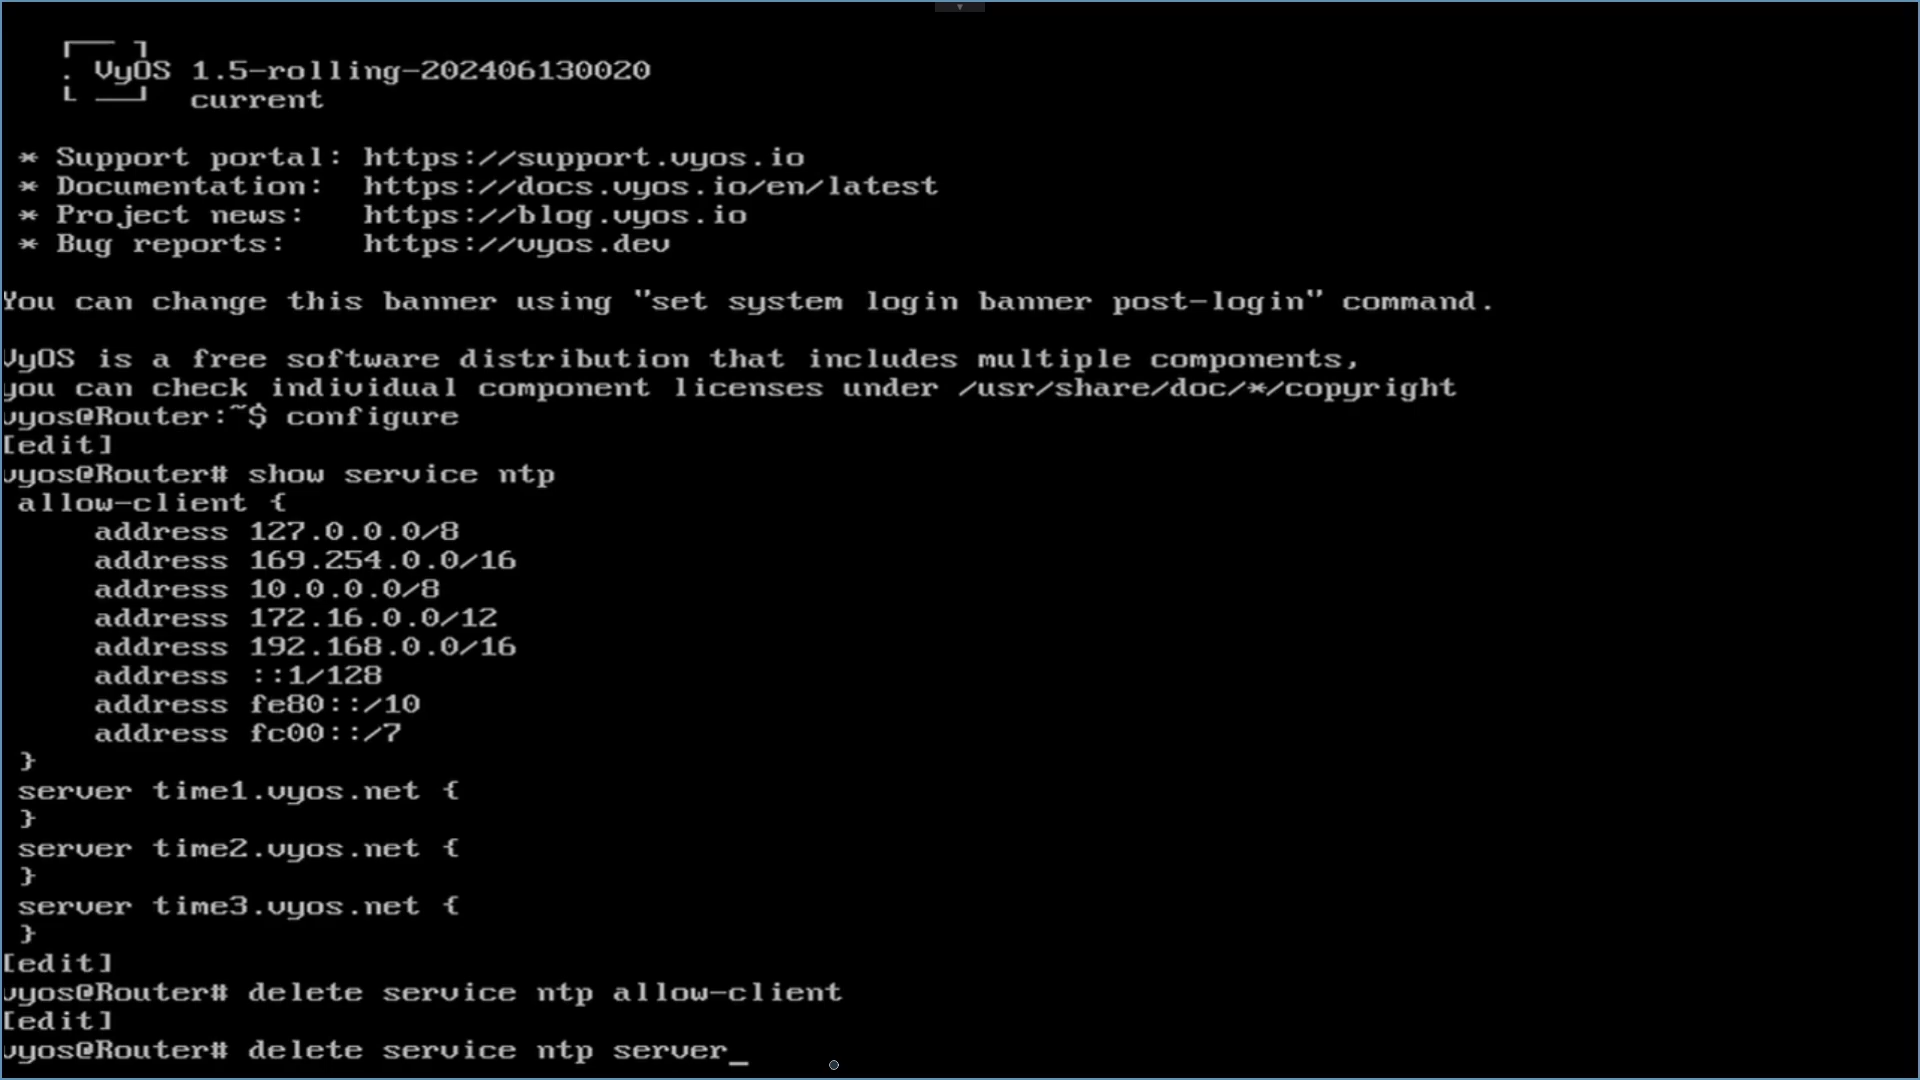 VyOS 1.5-rolling-202406130020
current
* Support portal: https://support.vyos.io
* Documentation:  https://docs.vyos.io/en/latest
* Project news:   https://blog.vyos.io
* Bug reports:    https://vyos.dev
You can change this banner using "set system login banner post-login" command.
VyOS is a free software distribution that includes multiple components,
you can check individual component licenses under /usr/share/doc/*/copyright
vyos@Router:~$ configure
[edit]
vyos@Router# show service ntp
allow-client {
address 127.0.0.0/8
address 169.254.0.0/16
address 10.0.0.0/8
address 172.16.0.0/12
address 192.168.0.0/16
address ::1/128
address fe80::/10
address fc00::/7
}
server time1.vyos.net {
}
server time2.vyos.net {
}
server time3.vyos.net {
}
[edit]
vyos@Router# delete service ntp allow-client
[edit]
vyos@Router# delete service ntp server_